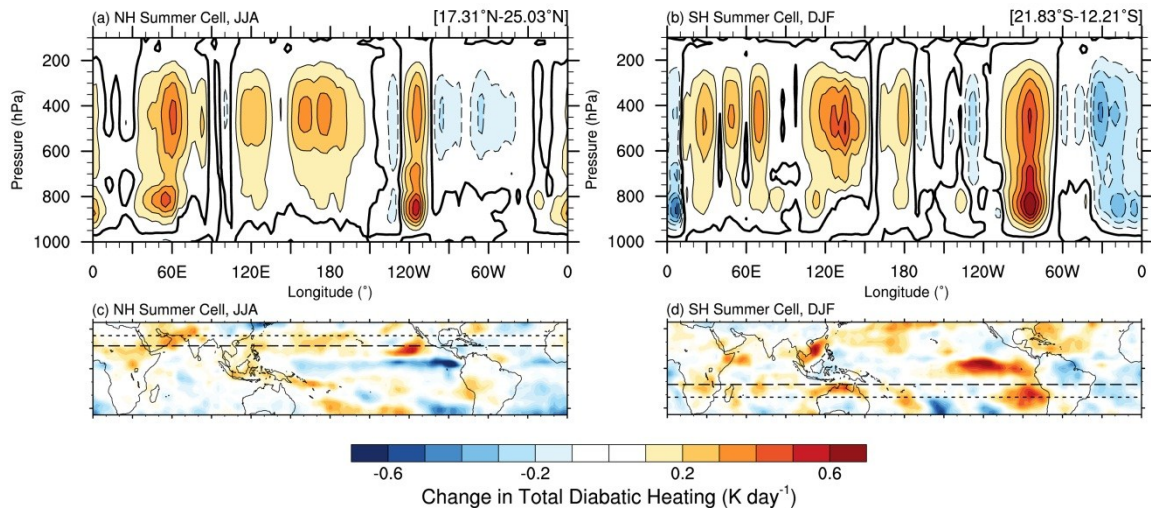 (a) NH Summer Cell, JJA [17.31°N-25.03°N]
(b) SH Summer Cell, DJF [21.83°S-12.21°S]
Pressure (hPa)
200
400
600
800
1000
0 60E 120E 180 120W 60W 0
Longitude (°)
Pressure (hPa)
200
400
600
800
1000
0 60E 120E 180 120W 60W 0
Longitude (°)
(c) NH Summer Cell, JJA
(d) SH Summer Cell, DJF
-0.6 -0.2 0.2 0.6
Change in Total Diabatic Heating (K day⁻¹)